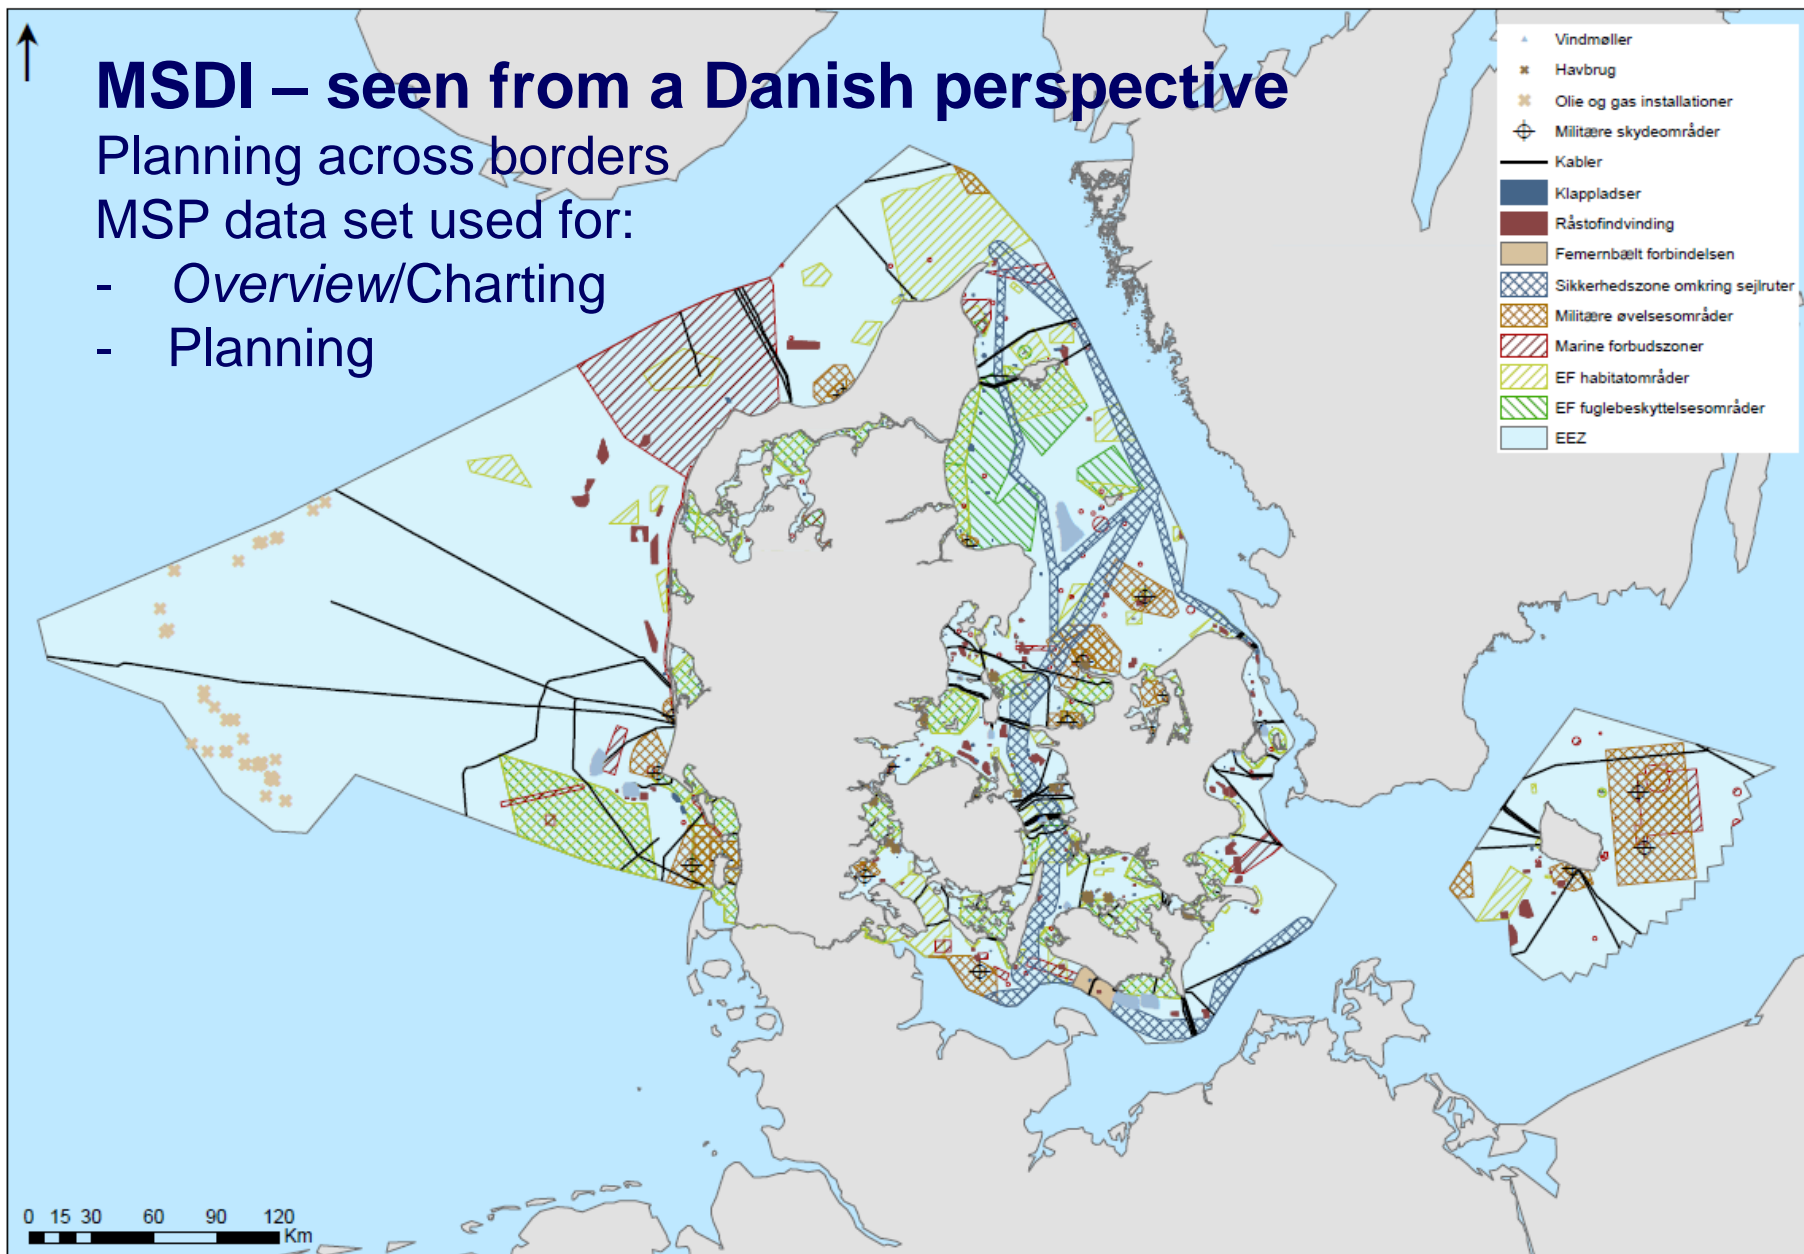 MSDI – seen from a Danish perspective
Planning across borders
MSP data set used for:
- Overview/Charting
- Planning
Vindmøller
Havbrug
Olie og gas installationer
Militære skydeområder
Kabler
Klappladser
Råstofindvinding
Femernbælt forbindelsen
Sikkerhedszone omkring sejlruter
Militære øvelsesområder
Marine forbudszoner
EF habitatområder
EF fuglebeskyttelsesområder
EEZ
0 15 30 60 90 120
Km